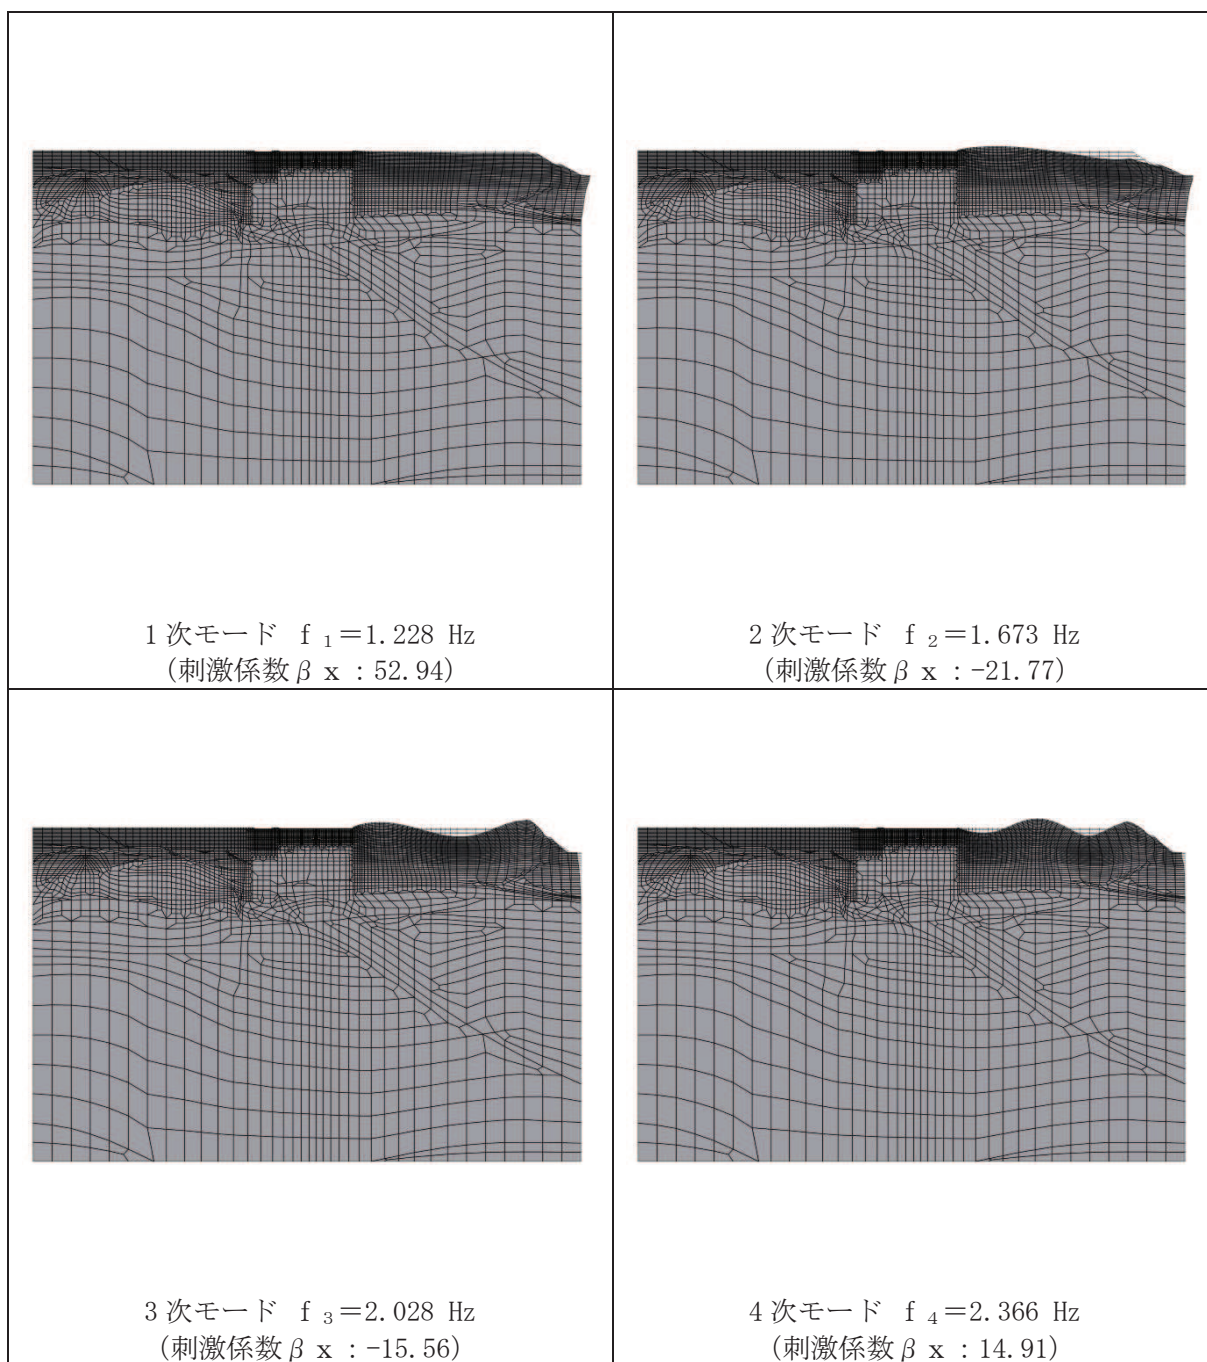 1次モード f ₁=1.228 Hz
(刺激係数β x :52.94)
2次モード f ₂=1.673 Hz
(刺激係数β x :-21.77)
3次モード f ₃=2.028 Hz
(刺激係数β x :-15.56)
4次モード f ₄=2.366 Hz
(刺激係数β x :14.91)